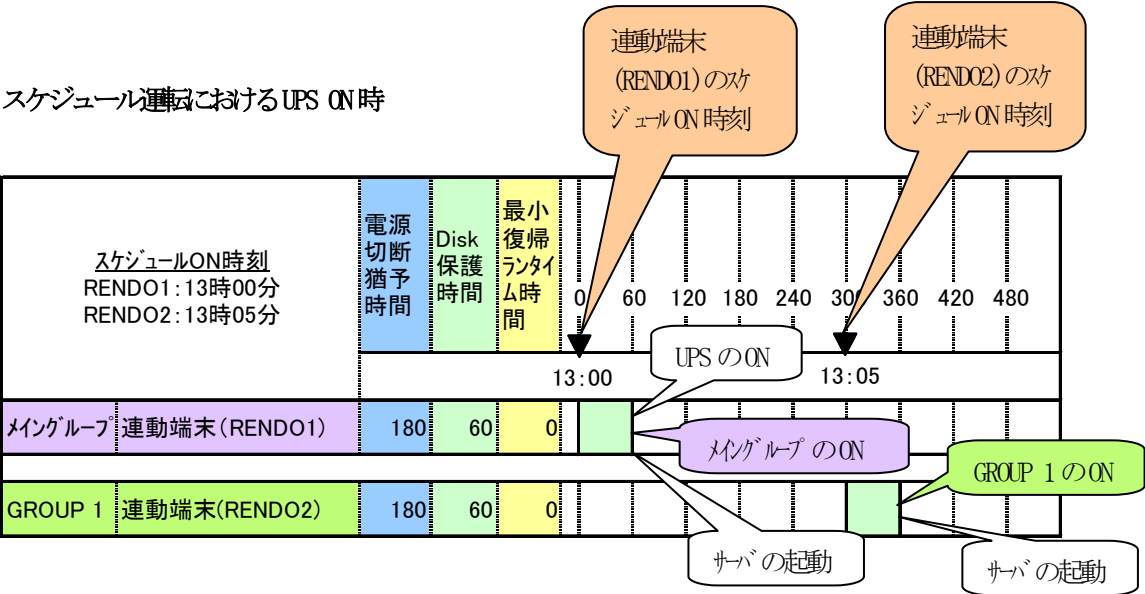 連動端末
(RENDO1)のスケ
ジュールON時刻
連動端末
(RENDO2)のスケ
ジュールON時刻
スケジュール運転におけるUPS ON時
スケジュールON時刻
RENDO1:13時00分
RENDO2:13時05分
電源
切断
猶予
時間
Disk
保護
時間
最小
復帰
ランタイ
ム時
間
0 60 120 180 240 300 360 420 480
13:00
UPSのON
13:05
メイングループ 連動端末(RENDO1) 180 60 0
メイングループのON
GROUP 1のON
GROUP 1 連動端末(RENDO2) 180 60 0
サーバの起動
サーバの起動